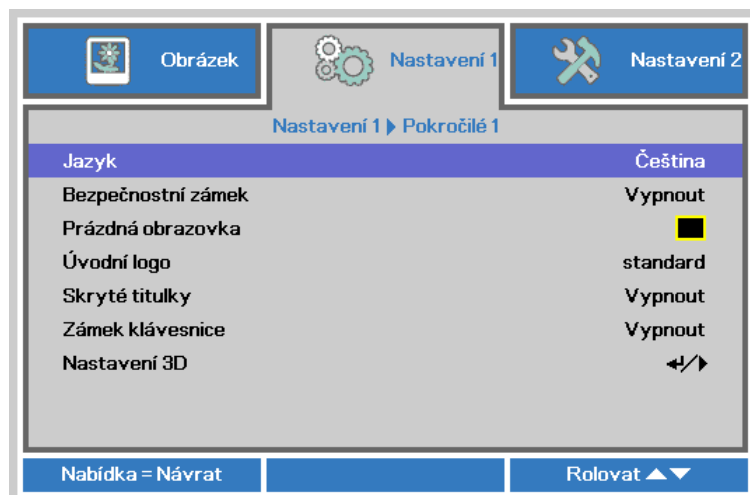 Obrázek
Nastavení 1
Nastavení 2
Nastavení 1 Pokročilé 1
Jazyk Čeština
Bezpečnostní zámek Vypnout
Prázdná obrazovka
Úvodní logo standard
Skryté titulky Vypnout
Zámek klávesnice Vypnout
Nastavení 3D
Nabídka = Návrat
Rolovat